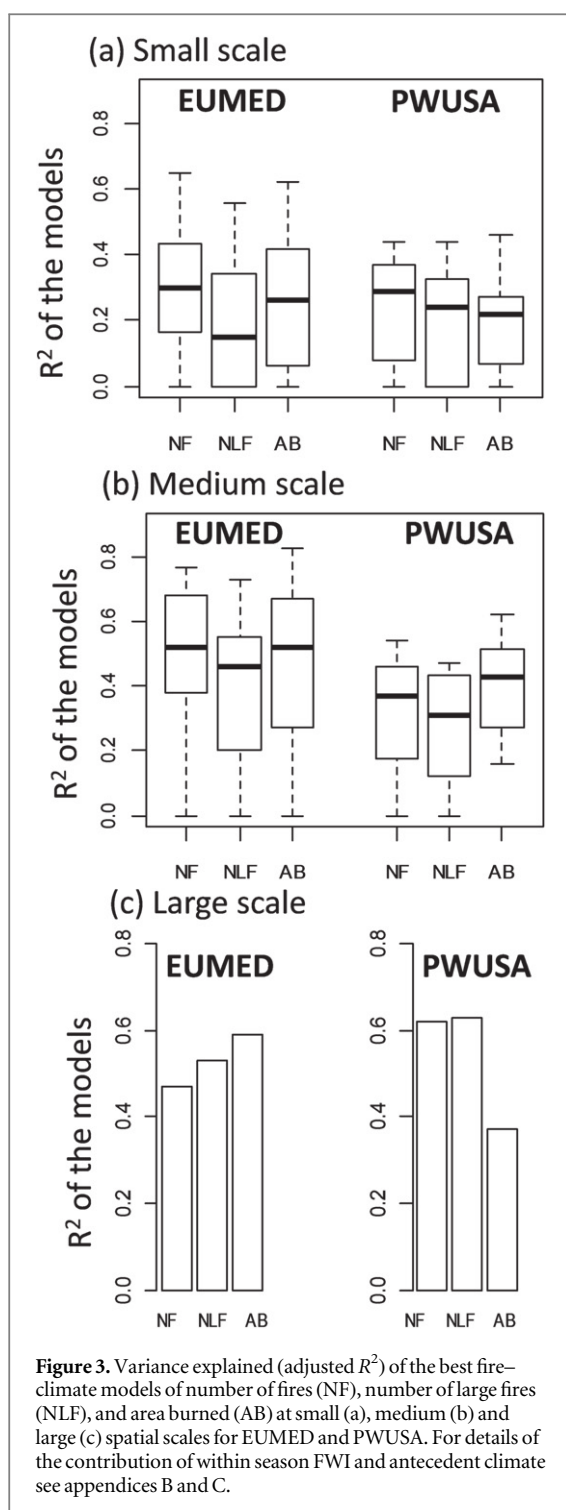 (a) Small scale
EUMED PWUSA
R² of the models
0.0 0.2 0.4 0.6 0.8
NF NLF AB NF NLF AB
(b) Medium scale
EUMED PWUSA
R² of the models
0.0 0.2 0.4 0.6 0.8
NF NLF AB NF NLF AB
(c) Large scale
EUMED PWUSA
R² of the models
0.0 0.2 0.4 0.6 0.8
0.0 0.2 0.4 0.6 0.8
NF NLF AB NF NLF AB
Figure 3. Variance explained (adjusted R²) of the best fire–
climate models of number of fires (NF), number of large fires
(NLF), and area burned (AB) at small (a), medium (b) and
large (c) spatial scales for EUMED and PWUSA. For details of
the contribution of within season FWI and antecedent climate
see appendices B and C.